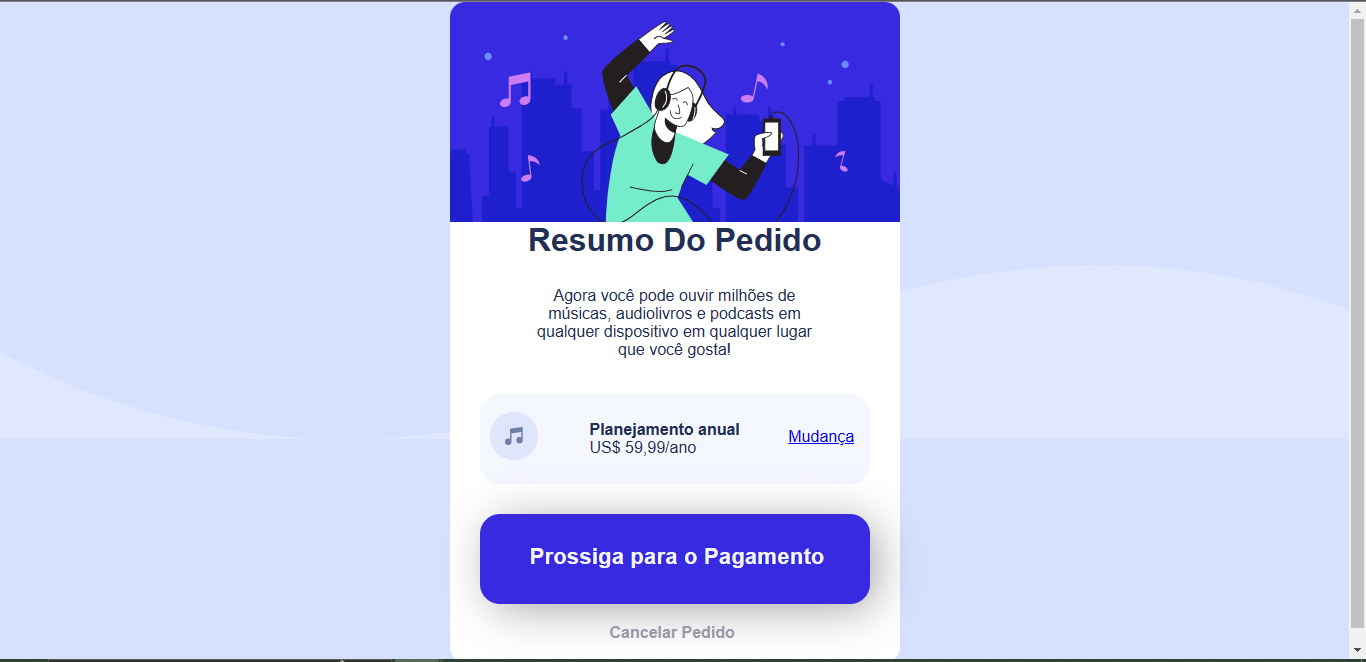 Resumo Do Pedido
Agora você pode ouvir milhões de
músicas, audiolivros e podcasts em
qualquer dispositivo em qualquer lugar
que você gosta!
Planejamento anual
US$ 59,99/ano
Mudança
Prossiga para o Pagamento
Cancelar Pedido